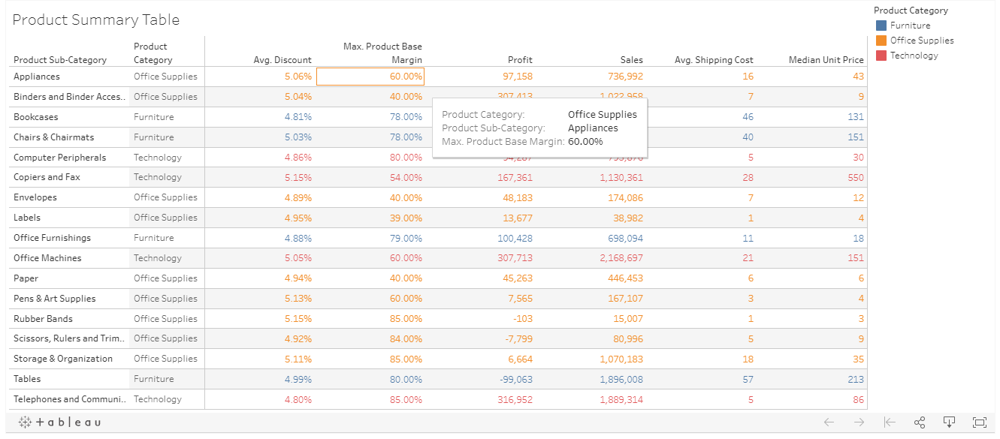 Product Summary Table
Product Category
Furniture
Office Supplies
Technology
Product Sub-Category Product Category Avg. Discount Max. Product Base Margin Profit Sales Avg. Shipping Cost Median Unit Price
Appliances Office Supplies 5.06% 60.00% 97,158 736,992 16 43
Binders and Binder Acces.. Office Supplies 5.04% 40.00% 307,413 1,022,958 7 9
Bookcases Furniture 4.81% 78.00% 46 131
Chairs & Chairmats Furniture 5.03% 78.00% 40 151
Computer Peripherals Technology 4.86% 80.00% 5 30
Copiers and Fax Technology 5.15% 54.00% 167,361 1,130,361 28 550
Envelopes Office Supplies 4.89% 40.00% 48,183 174,086 7 12
Labels Office Supplies 4.95% 39.00% 13,677 38,982 1 4
Office Furnishings Furniture 4.88% 79.00% 100,428 698,094 11 18
Office Machines Technology 5.05% 60.00% 307,713 2,168,697 21 151
Paper Office Supplies 4.94% 40.00% 45,263 446,453 6 6
Pens & Art Supplies Office Supplies 5.13% 60.00% 7,565 167,107 3 4
Rubber Bands Office Supplies 5.15% 85.00% -103 15,007 1 3
Scissors, Rulers and Trim.. Office Supplies 4.92% 84.00% -7,799 80,996 5 9
Storage & Organization Office Supplies 5.11% 85.00% 6,664 1,070,183 18 35
Tables Furniture 4.99% 80.00% -99,063 1,896,008 57 213
Telephones and Communi.. Technology 4.80% 85.00% 316,952 1,889,314 5 86
Product Category: Office Supplies
Product Sub-Category: Appliances
Max. Product Base Margin: 60.00%
+ableau